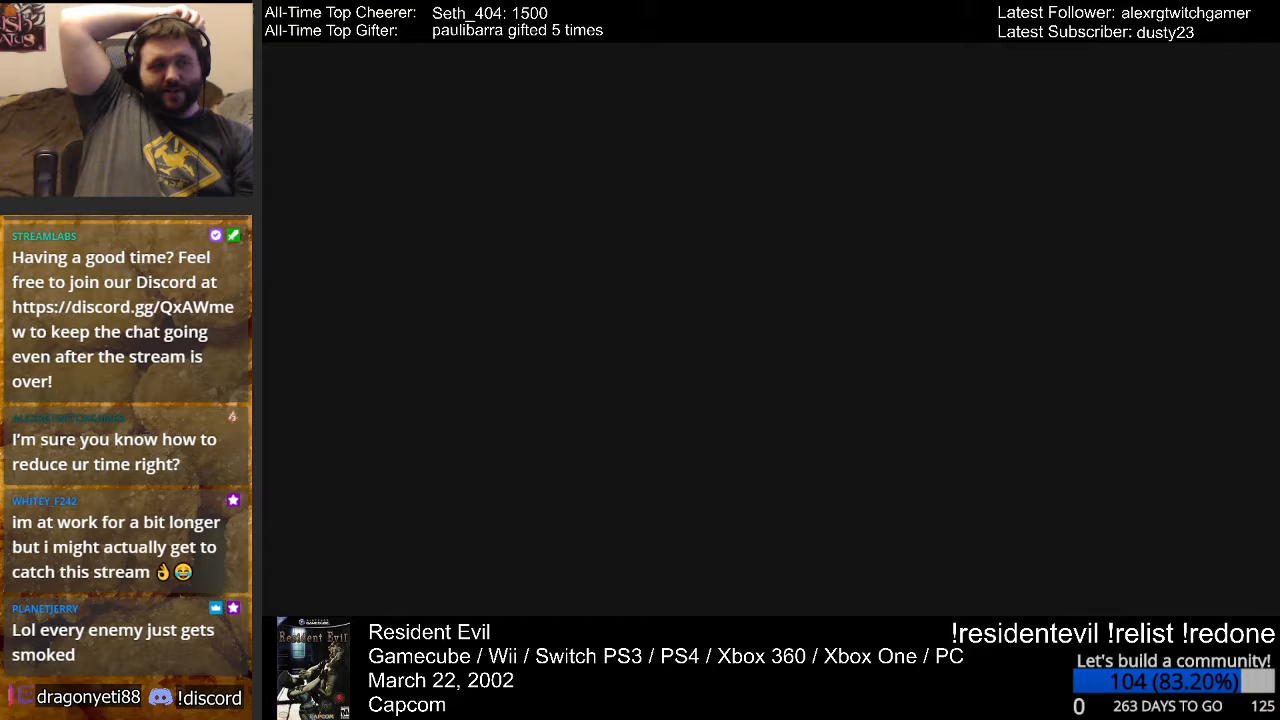 All-Time Top Cheerer: Seth_404: 1500
All-Time Top Gifter: paulibarra gifted 5 times
Latest Follower: alexrgtwitchgamer
Latest Subscriber: dusty23
STREAMLABS
Having a good time? Feel
free to join our Discord at
https://discord.gg/QxAWme
w to keep the chat going
even after the stream is
over!
ALEXRGTWITCHGAMER
I'm sure you know how to
reduce ur time right?
WHITEY_F242
im at work for a bit longer
but i might actually get to
catch this stream 👌😂
PLANETJERRY
Lol every enemy just gets
smoked
dragonyeti88 !discord
Resident Evil
Resident Evil
Gamecube / Wii / Switch PS3 / PS4 / Xbox 360 / Xbox One / PC
March 22, 2002
Capcom
CAPCOM
!residentevil !relist !redone
Let's build a community!
104 (83.20%)
0 263 DAYS TO GO 125